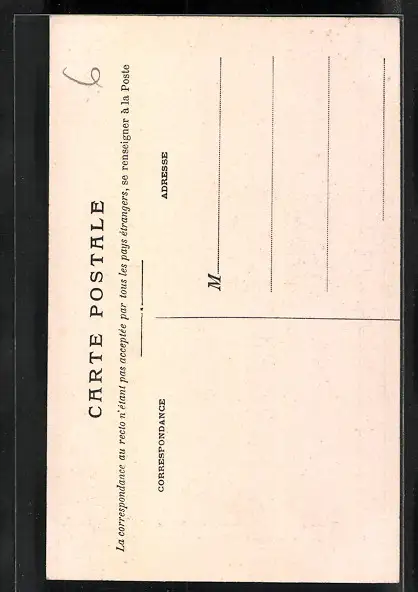 6
CARTE POSTALE
La correspondance au recto n'étant pas acceptée par tous les pays étrangers, se renseigner à la Poste
CORRESPONDANCE
ADRESSE
M